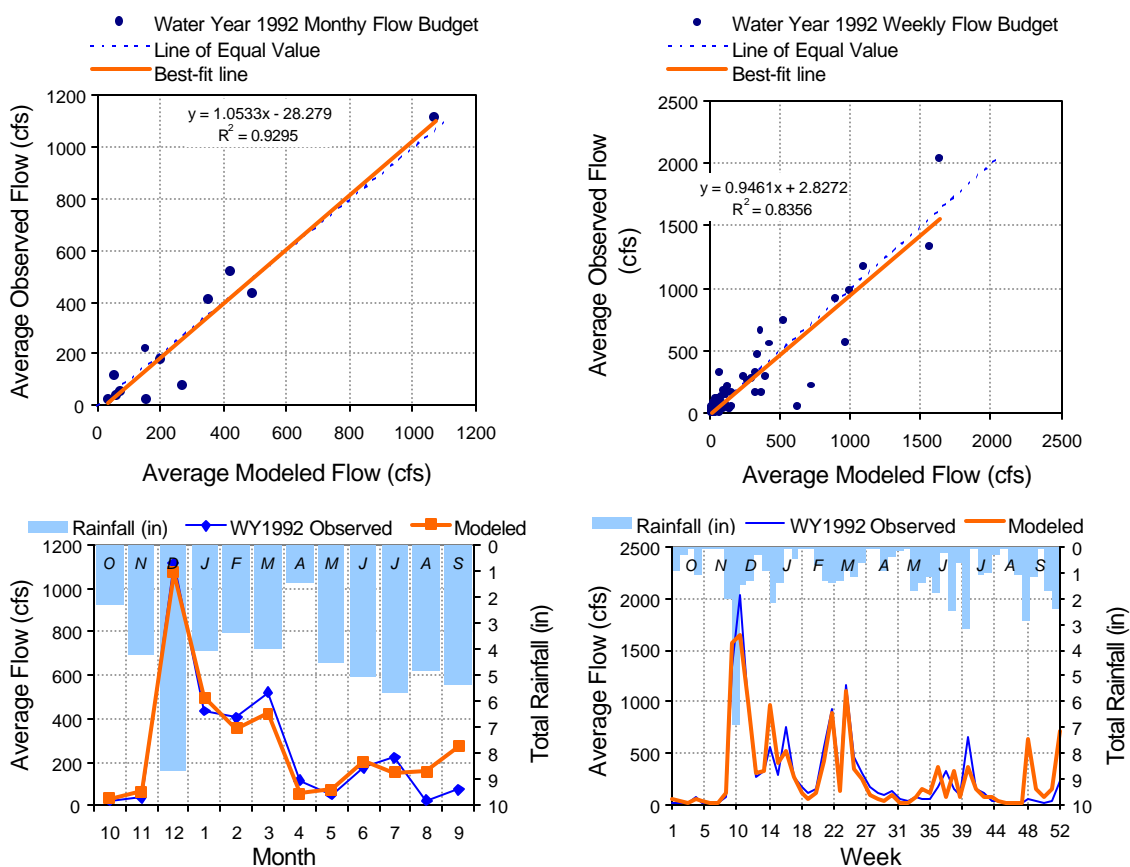 Water Year 1992 Monthy Flow Budget
Line of Equal Value
Best-fit line
y = 1.0533x - 28.279
R² = 0.9295
Average Observed Flow (cfs)
1200
1000
800
600
400
200
0
0 200 400 600 800 1000 1200
Average Modeled Flow (cfs)
Water Year 1992 Weekly Flow Budget
Line of Equal Value
Best-fit line
y = 0.9461x + 2.8272
R² = 0.8356
Average Observed Flow
(cfs)
2500
2000
1500
1000
500
0
0 500 1000 1500 2000 2500
Average Modeled Flow (cfs)
Rainfall (in) WY1992 Observed Modeled
O N D J F M A M J J A S
Average Flow (cfs)
1200
1000
800
600
400
200
0
0
1
2
3
4
5
6
7
8
9
10
Total Rainfall (in)
10 11 12 1 2 3 4 5 6 7 8 9
Month
Rainfall (in) WY1992 Observed Modeled
O N D J F M A M J J A S
Average Flow (cfs)
2500
2000
1500
1000
500
0
0
1
2
3
4
5
6
7
8
9
10
Total Rainfall (in)
1 5 10 14 18 22 26 31 35 39 44 48 52
Week